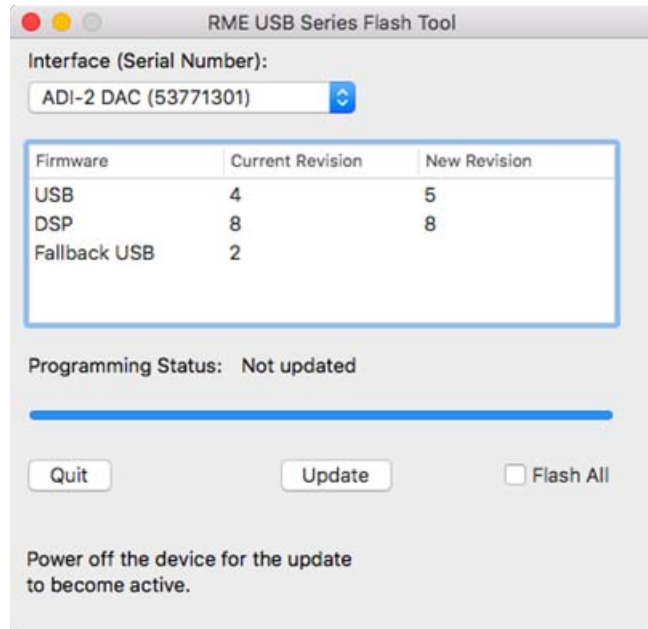 RME USB Series Flash Tool
Interface (Serial Number):
ADI-2 DAC (53771301)
Firmware Current Revision New Revision
USB 4 5
DSP 8 8
Fallback USB 2
Programming Status: Not updated
Quit Update Flash All
Power off the device for the update
to become active.